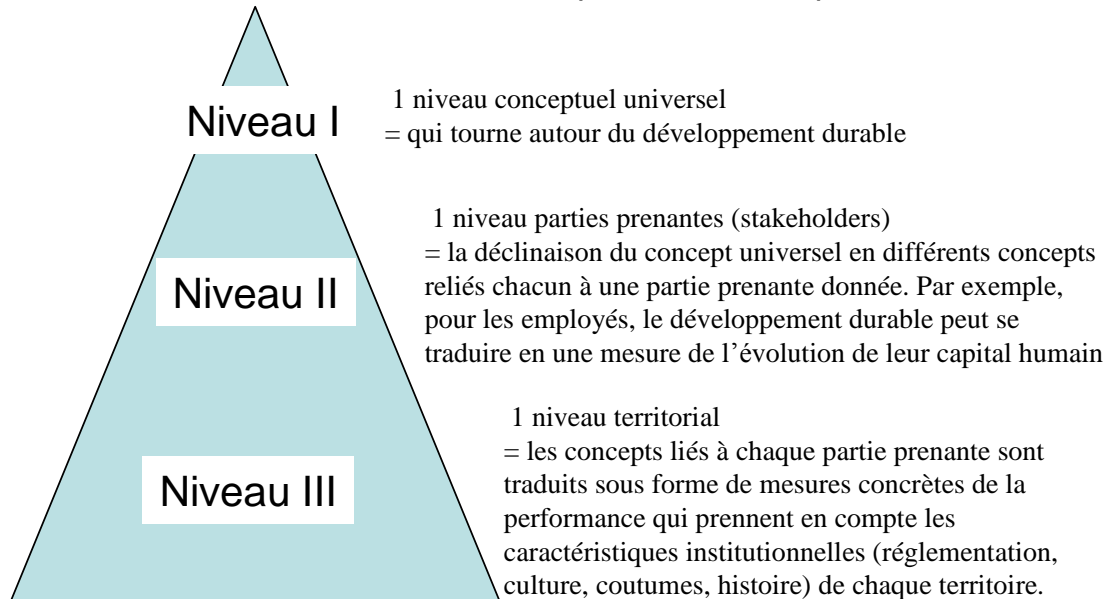 Niveau I
1 niveau conceptuel universel
= qui tourne autour du développement durable
Niveau II
1 niveau parties prenantes (stakeholders)
= la déclinaison du concept universel en différents concepts
reliés chacun à une partie prenante donnée. Par exemple,
pour les employés, le développement durable peut se
traduire en une mesure de l’évolution de leur capital humain
Niveau III
1 niveau territorial
= les concepts liés à chaque partie prenante sont
traduits sous forme de mesures concrètes de la
performance qui prennent en compte les
caractéristiques institutionnelles (réglementation,
culture, coutumes, histoire) de chaque territoire.